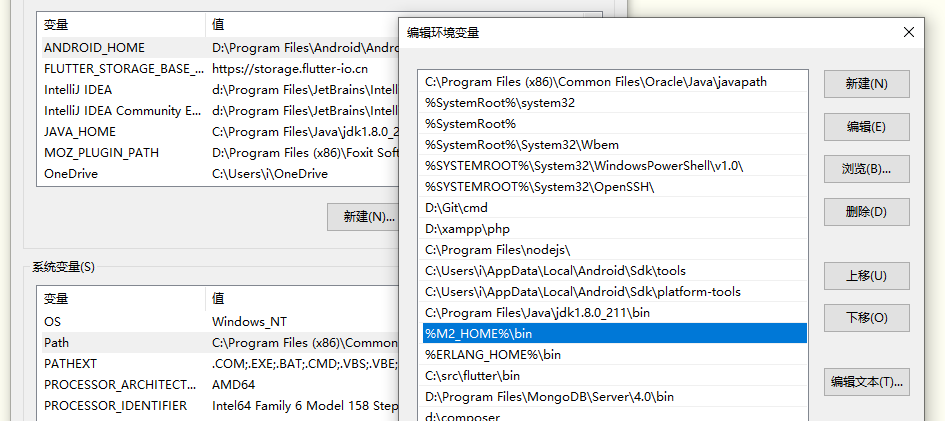 变量 值
ANDROID_HOME D:\Program Files\Android\Andro
FLUTTER_STORAGE_BASE_... https://storage.flutter-io.cn
IntelliJ IDEA d:\Program Files\JetBrains\Intell
IntelliJ IDEA Community E... d:\Program Files\JetBrains\Intell
JAVA_HOME C:\Program Files\Java\jdk1.8.0_2
MOZ_PLUGIN_PATH D:\Program Files (x86)\Foxit Soft
OneDrive C:\Users\i\OneDrive
新建(N)...
系统变量(S)
变量 值
OS Windows_NT
Path C:\Program Files (x86)\Common
PATHEXT .COM;.EXE;.BAT;.CMD;.VBS;.VBE;
PROCESSOR_ARCHITECT... AMD64
PROCESSOR_IDENTIFIER Intel64 Family 6 Model 158 Step
编辑环境变量
C:\Program Files (x86)\Common Files\Oracle\Java\javapath
%SystemRoot%\system32
%SystemRoot%
%SystemRoot%\System32\Wbem
%SYSTEMROOT%\System32\WindowsPowerShell\v1.0\
%SYSTEMROOT%\System32\OpenSSH\
D:\Git\cmd
D:\xampp\php
C:\Program Files\nodejs\
C:\Users\i\AppData\Local\Android\Sdk\tools
C:\Users\i\AppData\Local\Android\Sdk\platform-tools
C:\Program Files\Java\jdk1.8.0_211\bin
%M2_HOME%\bin
%ERLANG_HOME%\bin
C:\src\flutter\bin
D:\Program Files\MongoDB\Server\4.0\bin
d:\composer
新建(N)
编辑(E)
浏览(B)...
删除(D)
上移(U)
下移(O)
编辑文本(T)...